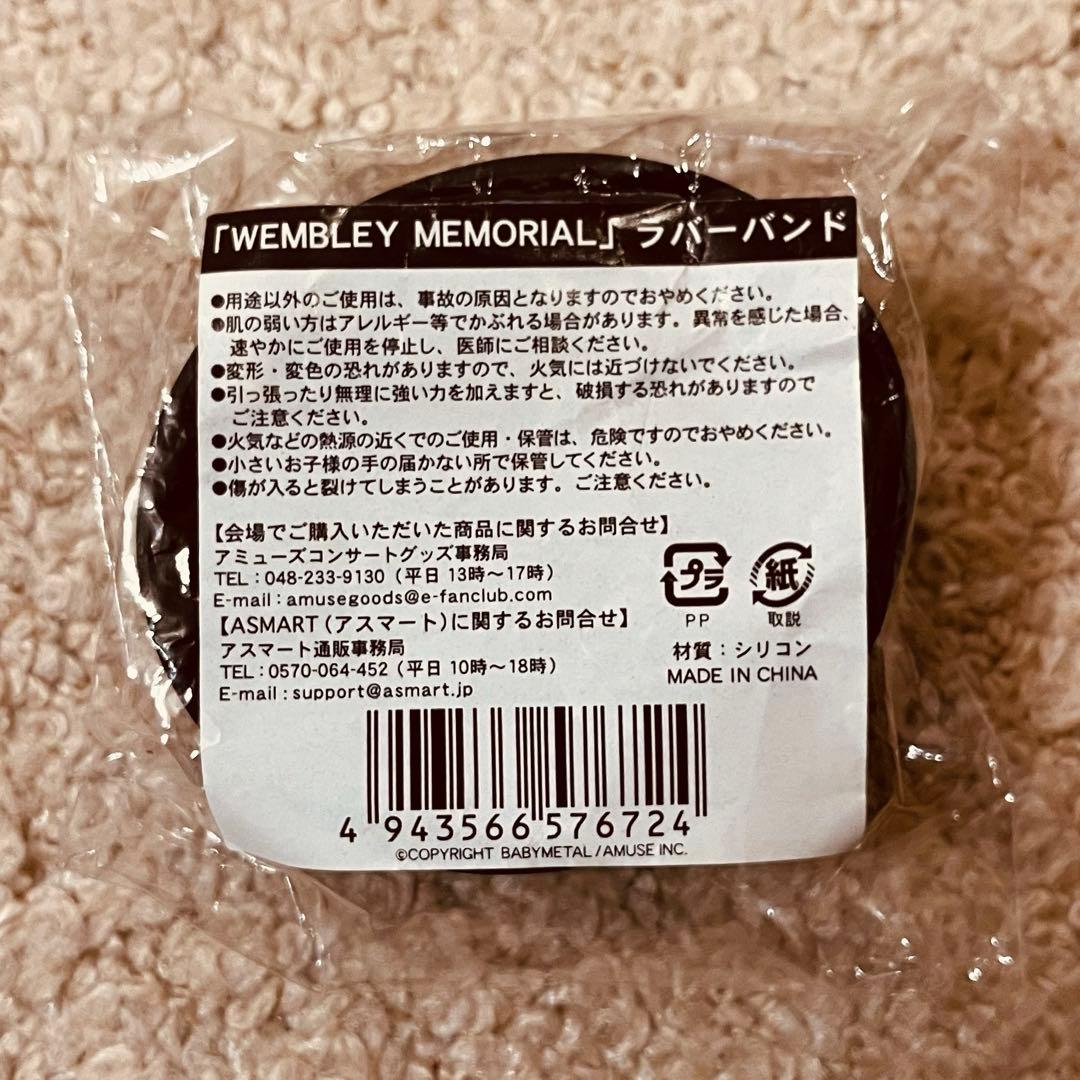 「WEMBLEY MEMORIAL」ラバーバンド
●用途以外のご使用は、事故の原因となりますのでおやめください。
●肌の弱い方はアレルギー等でかぶれる場合があります。異常を感じた場合、
速やかにご使用を停止し、医師にご相談ください。
●変形・変色の恐れがありますので、火気には近づけないでください。
●引っ張ったり無理に強い力を加えますと、破損する恐れがありますので
ご注意ください。
●火気などの熱源の近くでのご使用・保管は、危険ですのでおやめください。
●小さいお子様の手の届かない所で保管してください。
●傷が入ると裂けてしまうことがあります。ご注意ください。
【会場でご購入いただいた商品に関するお問合せ】
アミューズコンサートグッズ事務局
TEL：048-233-9130（平日 13時〜17時）
E-mail：amusegoods@e-fanclub.com
【ASMART（アスマート）に関するお問合せ】
アスマート通販事務局
TEL：0570-064-452（平日 10時〜18時）
E-mail：support@asmart.jp
プラ
PP
紙
取説
材質：シリコン
MADE IN CHINA
4 943566 576724
©COPYRIGHT BABYMETAL/AMUSE INC.